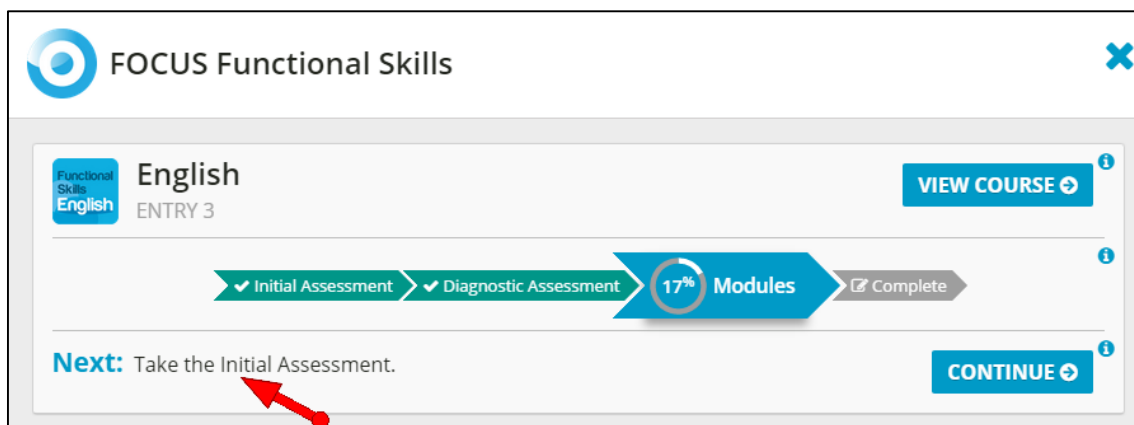 FOCUS Functional Skills
Functional
Skills
English
English
ENTRY 3
VIEW COURSE
Initial Assessment
Diagnostic Assessment
17%
Modules
Complete
Next: Take the Initial Assessment.
CONTINUE